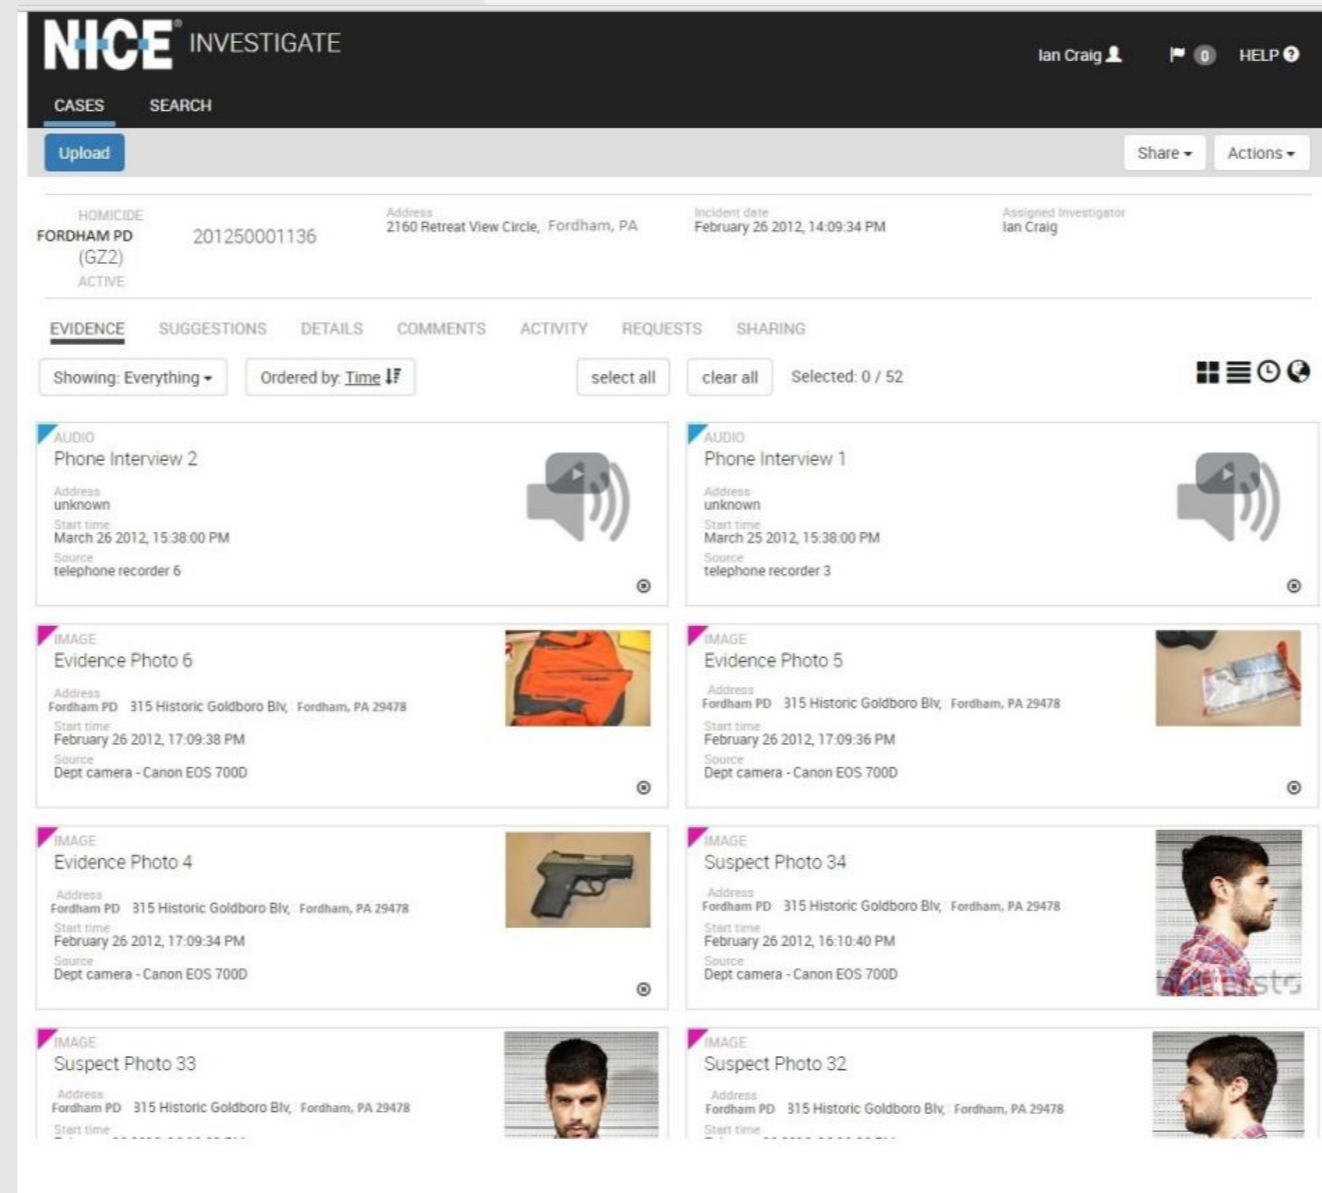 NICE® INVESTIGATE
Ian Craig 0 HELP
CASES SEARCH
Upload Share Actions
HOMICIDE
FORDHAM PD
(GZ2)
ACTIVE
201250001136
Address
2160 Retreat View Circle, Fordham, PA
Incident date
February 26 2012, 14:09:34 PM
Assigned Investigator
Ian Craig
EVIDENCE SUGGESTIONS DETAILS COMMENTS ACTIVITY REQUESTS SHARING
Showing: Everything Ordered by: Time select all clear all Selected: 0 / 52
AUDIO
Phone Interview 2
Address
unknown
Start time
March 26 2012, 15:38:00 PM
Source
telephone recorder 6
AUDIO
Phone Interview 1
Address
unknown
Start time
March 25 2012, 15:38:00 PM
Source
telephone recorder 3
IMAGE
Evidence Photo 6
Address
Fordham PD 315 Historic Goldboro Blv, Fordham, PA 29478
Start time
February 26 2012, 17:09:38 PM
Source
Dept camera - Canon EOS 700D
IMAGE
Evidence Photo 5
Address
Fordham PD 315 Historic Goldboro Blv, Fordham, PA 29478
Start time
February 26 2012, 17:09:36 PM
Source
Dept camera - Canon EOS 700D
IMAGE
Evidence Photo 4
Address
Fordham PD 315 Historic Goldboro Blv, Fordham, PA 29478
Start time
February 26 2012, 17:09:34 PM
Source
Dept camera - Canon EOS 700D
IMAGE
Suspect Photo 34
Address
Fordham PD 315 Historic Goldboro Blv, Fordham, PA 29478
Start time
February 26 2012, 16:10:40 PM
Source
Dept camera - Canon EOS 700D
IMAGE
Suspect Photo 33
Address
Fordham PD 315 Historic Goldboro Blv, Fordham, PA 29478
Start time
IMAGE
Suspect Photo 32
Address
Fordham PD 315 Historic Goldboro Blv, Fordham, PA 29478
Start time